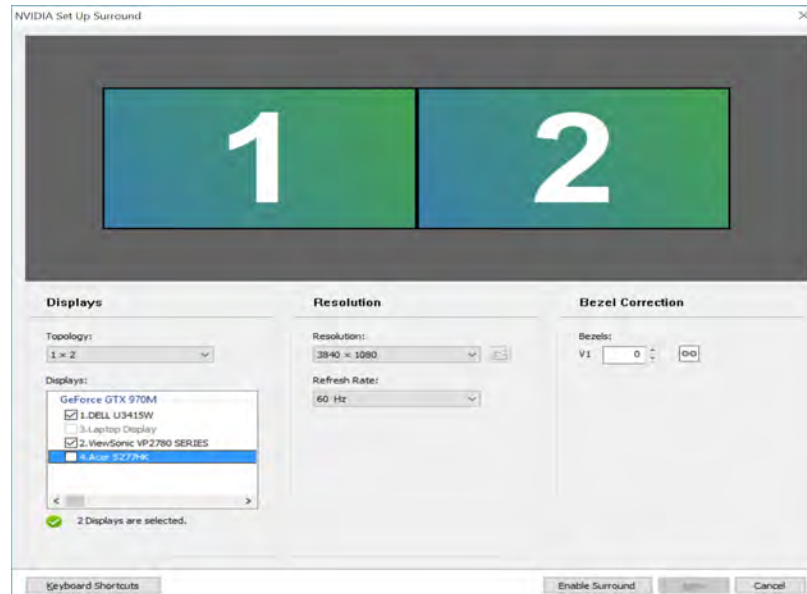 NVIDIA Set Up Surround
1 2
Displays
Topology:
1 × 2
Displays:
GeForce GTX 970M
1.DELL U3415W
3.Laptop Display
2.ViewSonic VP2780 SERIES
4.Acer S277HK
2 Displays are selected.
Resolution
Resolution:
3840 × 1080
Refresh Rate:
60 Hz
Bezel Correction
Bezels:
V1 0
Keyboard Shortcuts
Enable Surround
Cancel